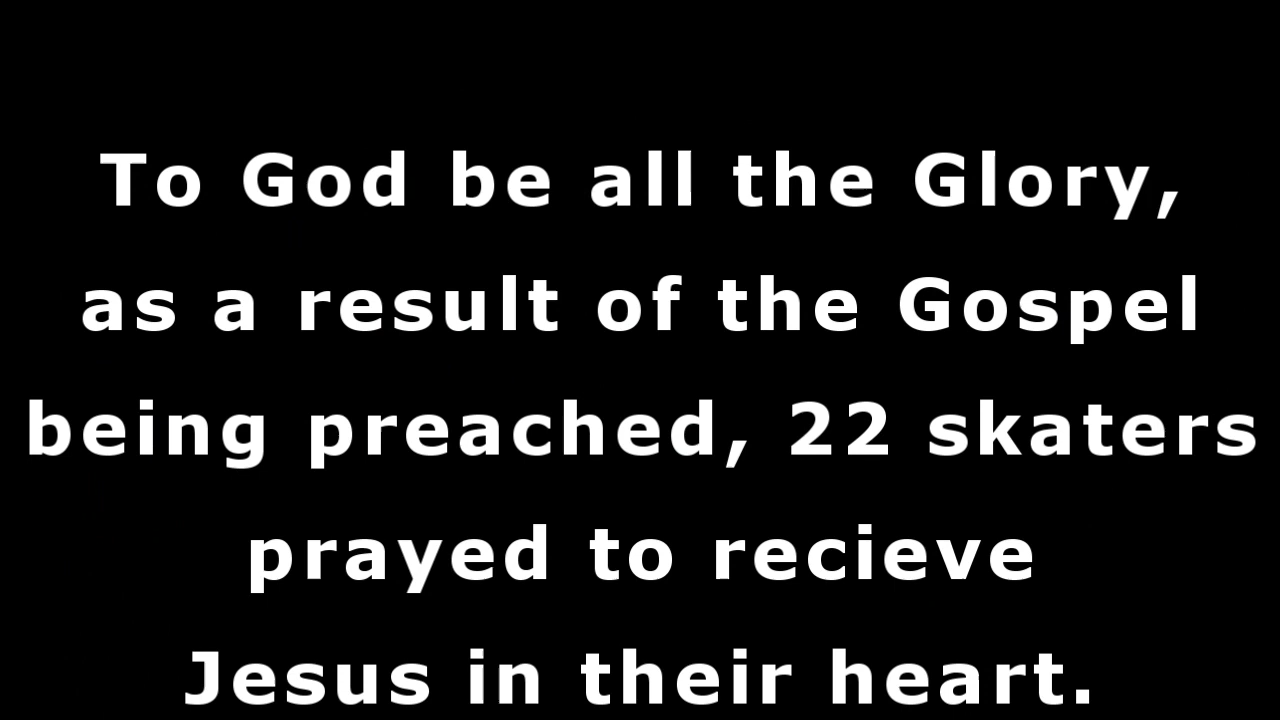 To God be all the Glory,
as a result of the Gospel
being preached, 22 skaters
prayed to recieve
Jesus in their heart.